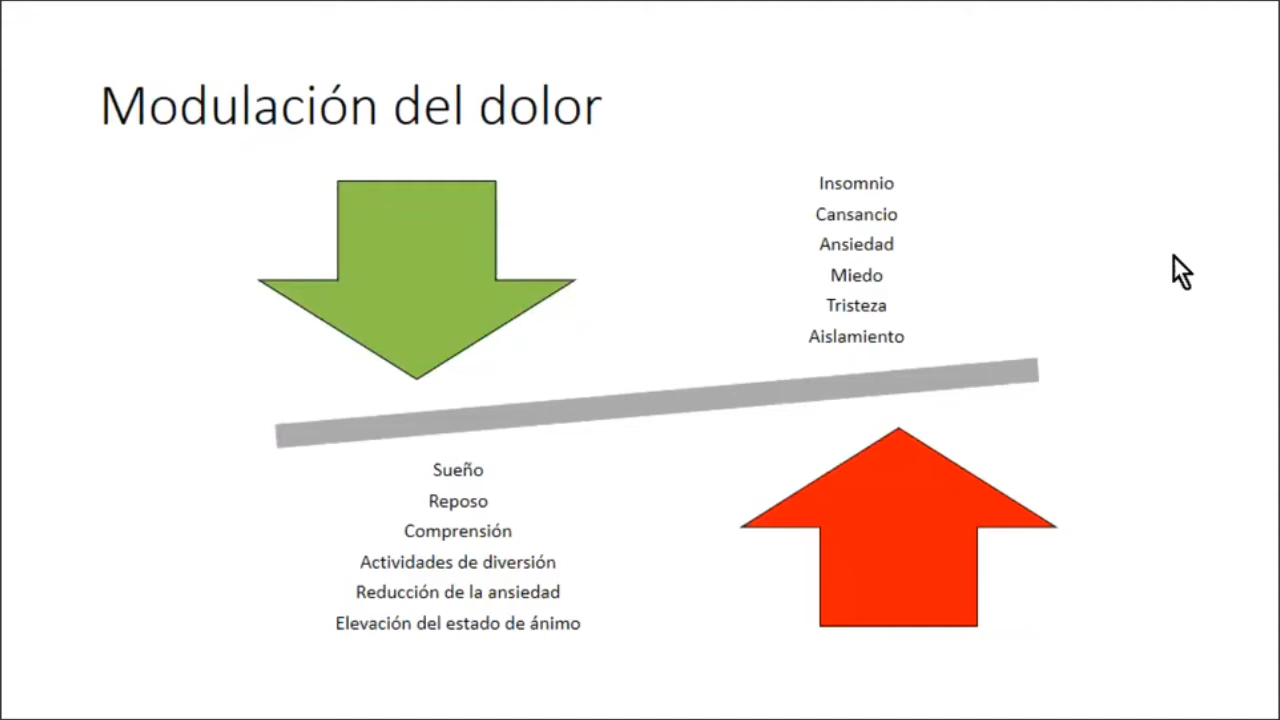 Modulación del dolor
Insomnio
Cansancio
Ansiedad
Miedo
Tristeza
Aislamiento
Sueño
Reposo
Comprensión
Actividades de diversión
Reducción de la ansiedad
Elevación del estado de ánimo